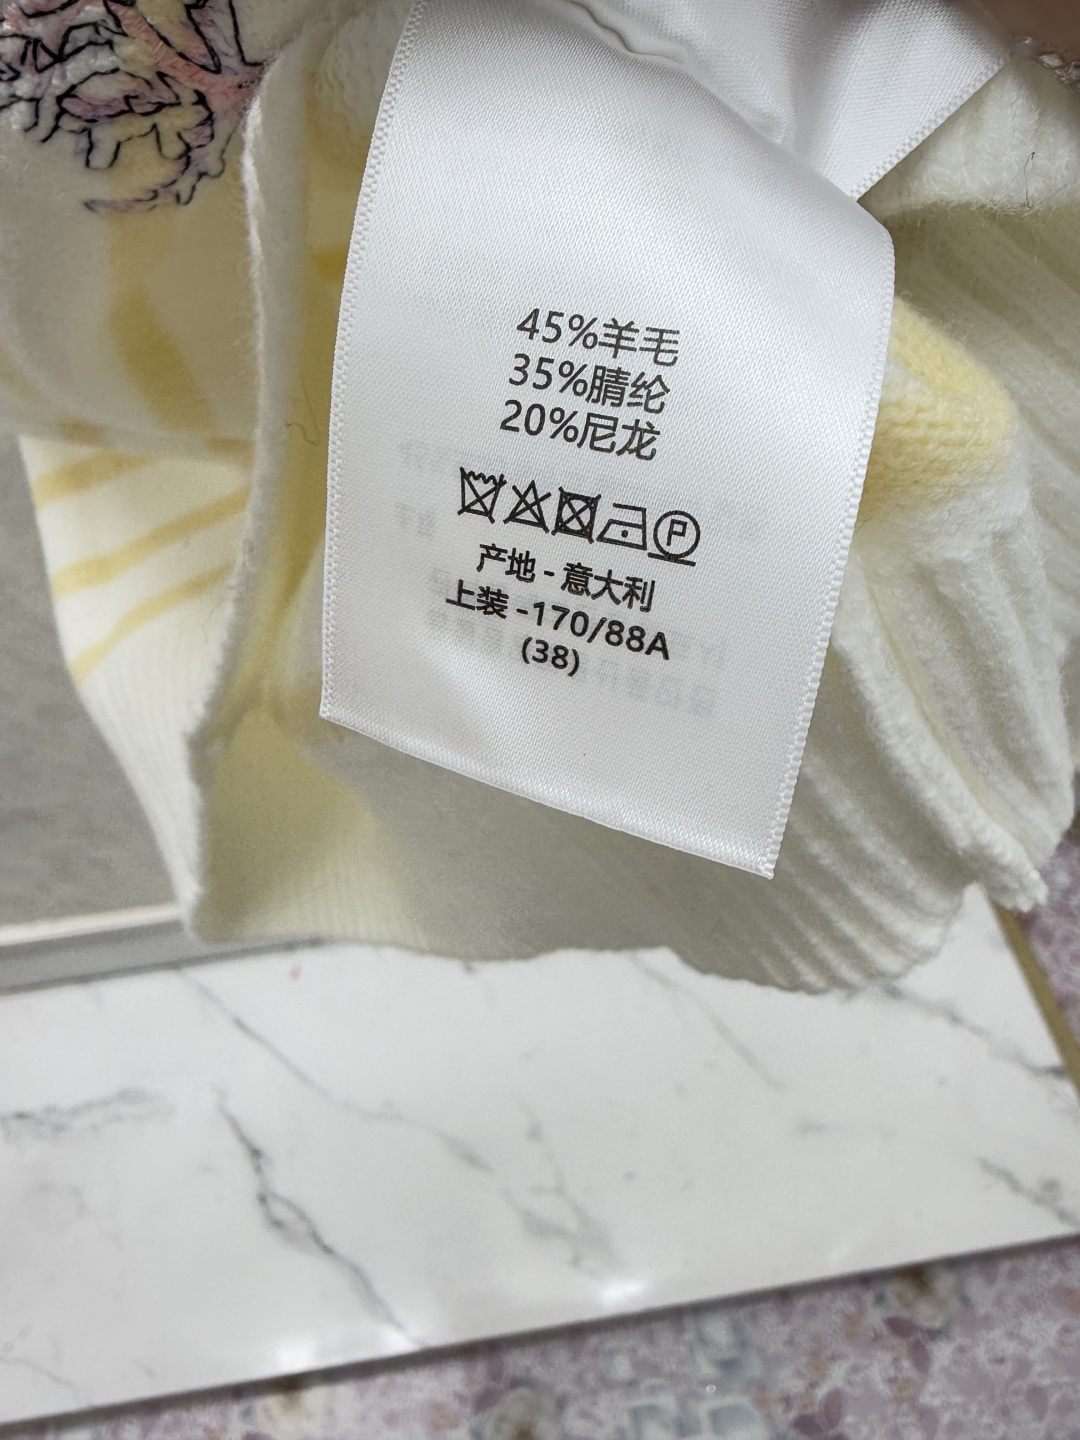 45%羊毛
35%腈纶
20%尼龙
P
产地 - 意大利
上装 -170/88A
(38)